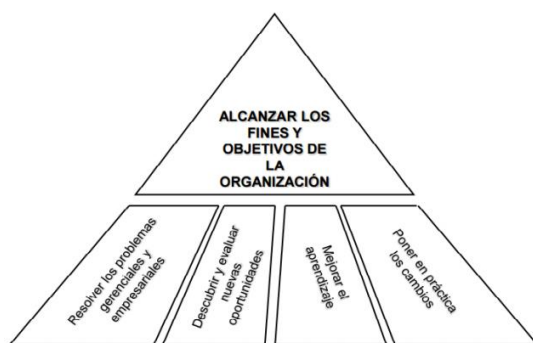 ALCANZAR LOS
FINES Y
OBJETIVOS DE
LA
ORGANIZACIÓN
Resolver los problemas
gerenciales y
empresariales
Descubrir y evaluar
nuevas
oportunidades
Mejorar el
aprendizaje
Poner en práctica
los cambios